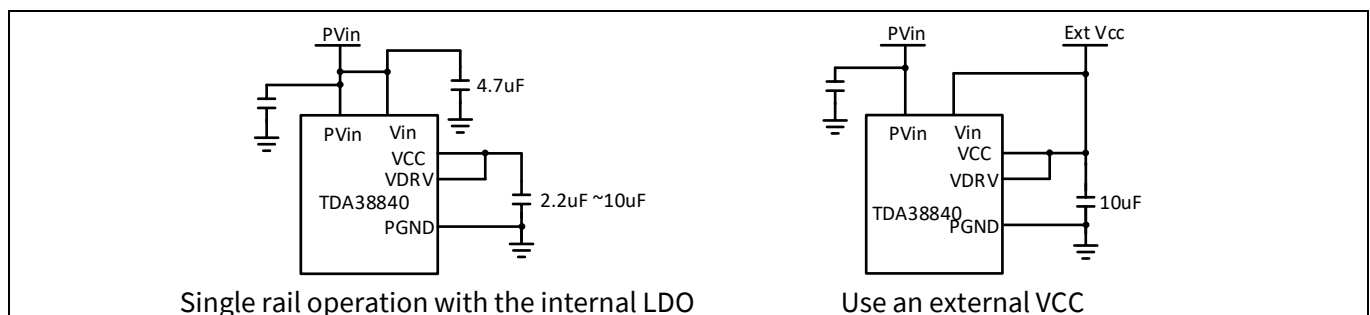 PVin
4.7uF
PVin
Vin
VCC
VDRV
TDA38840
2.2uF ~10uF
PGND
Single rail operation with the internal LDO
PVin
Ext Vcc
PVin
Vin
VCC
VDRV
TDA38840
10uF
PGND
Use an external VCC